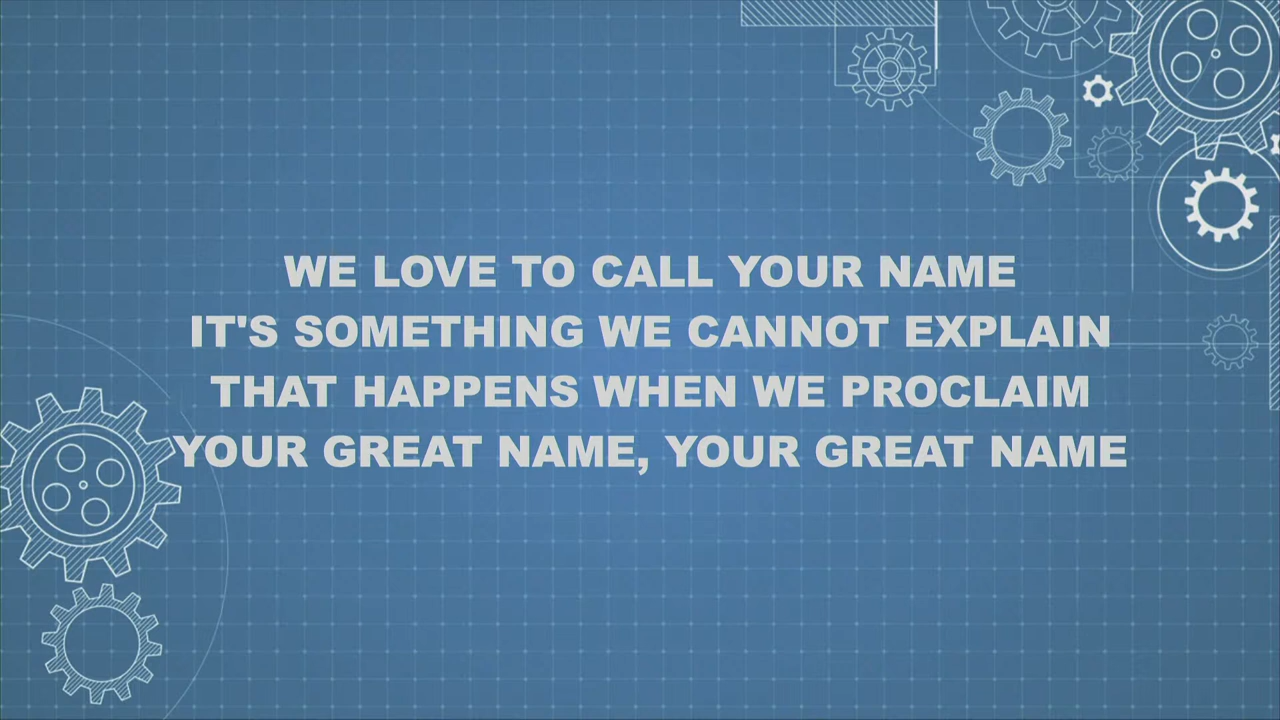 WE LOVE TO CALL YOUR NAME
IT'S SOMETHING WE CANNOT EXPLAIN
THAT HAPPENS WHEN WE PROCLAIM
YOUR GREAT NAME, YOUR GREAT NAME